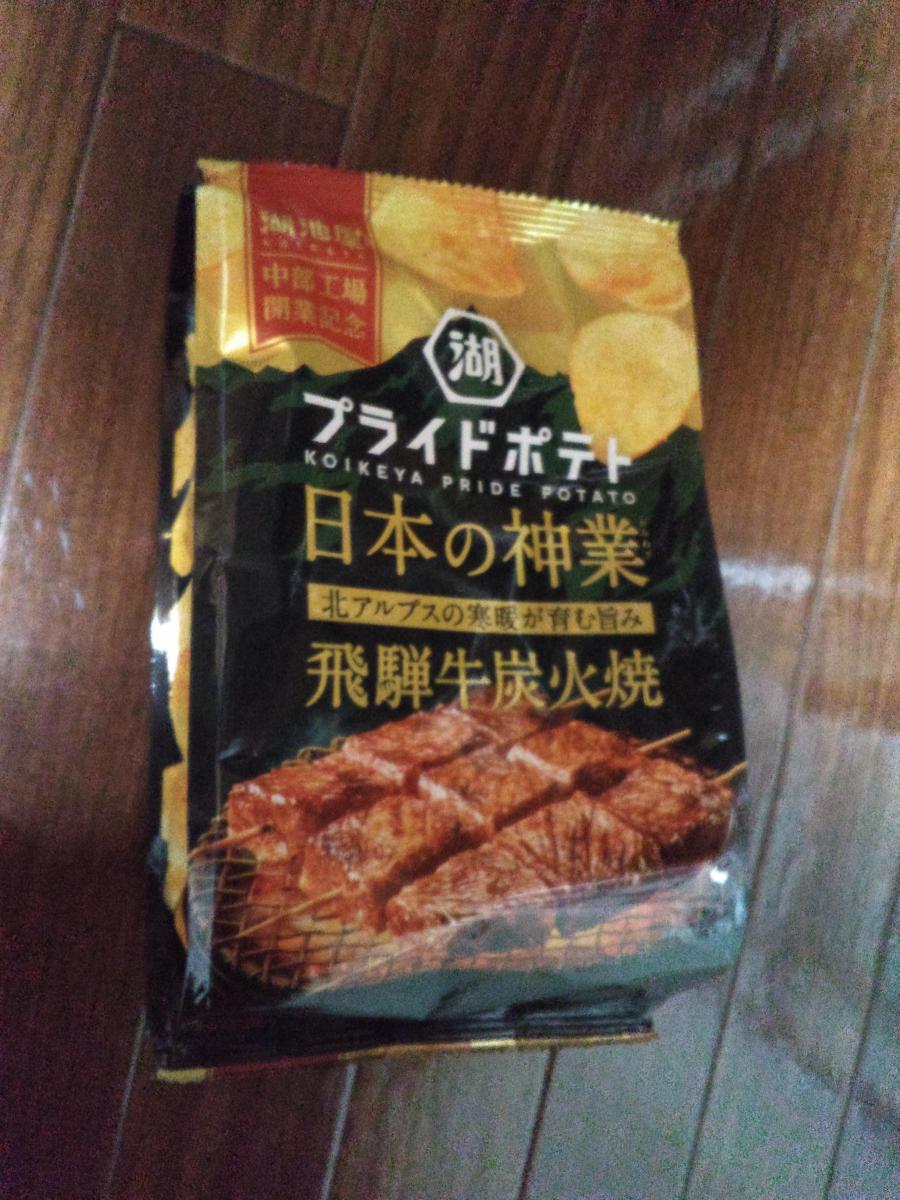 湖池屋
KOIKEYA
中部工場
開業記念
湖
プライドポテト
KOIKEYA PRIDE POTATO
日本の神業
北アルプスの寒暖が育む旨み
飛騨牛炭火焼